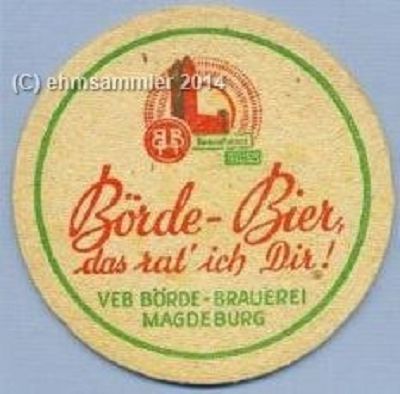 (C) ehmsammler 2014
Börde-Bier,
das rat' ich Dir!
VEB BÖRDE-BRAUEREI
MAGDEBURG